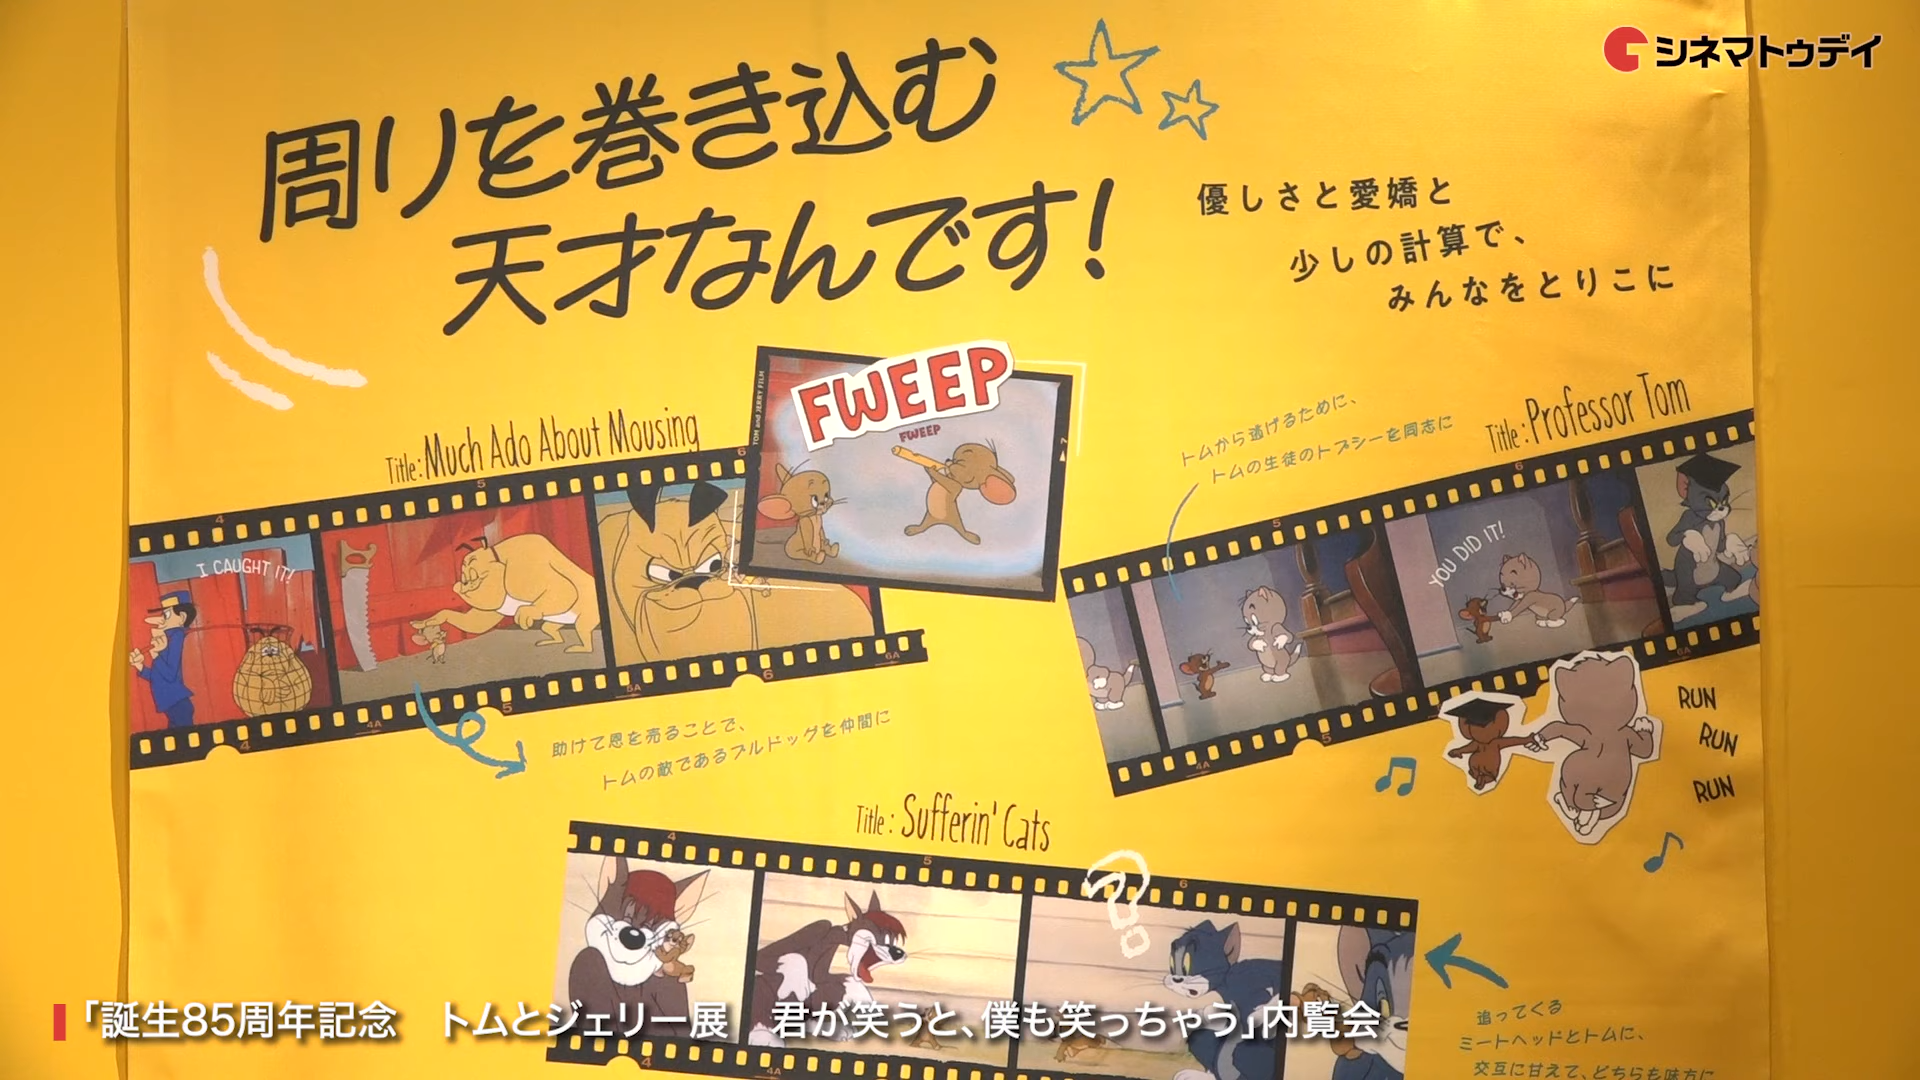 シネマトゥデイ
周りを巻き込む
天才なんです!
優しさと愛嬌と
少しの計算で、
みんなをとりこに
FWEEP
FWEEP
TOM and JERRY FILM
Title: Much Ado About Mousing
I CAUGHT IT!
助けて恩を売ることで、
トムの敵であるブルドッグを仲間に
トムから逃げるために、
トムの生徒のトプシーを同志に
Title: Professor Tom
YOU DID IT!
RUN
RUN
RUN
Title: Sufferin' Cats
?
追ってくる
ミートヘッドとトムに、
交互に甘えて、どちらも味方に
「誕生85周年記念 トムとジェリー展 君が笑うと、僕も笑っちゃう」内覧会